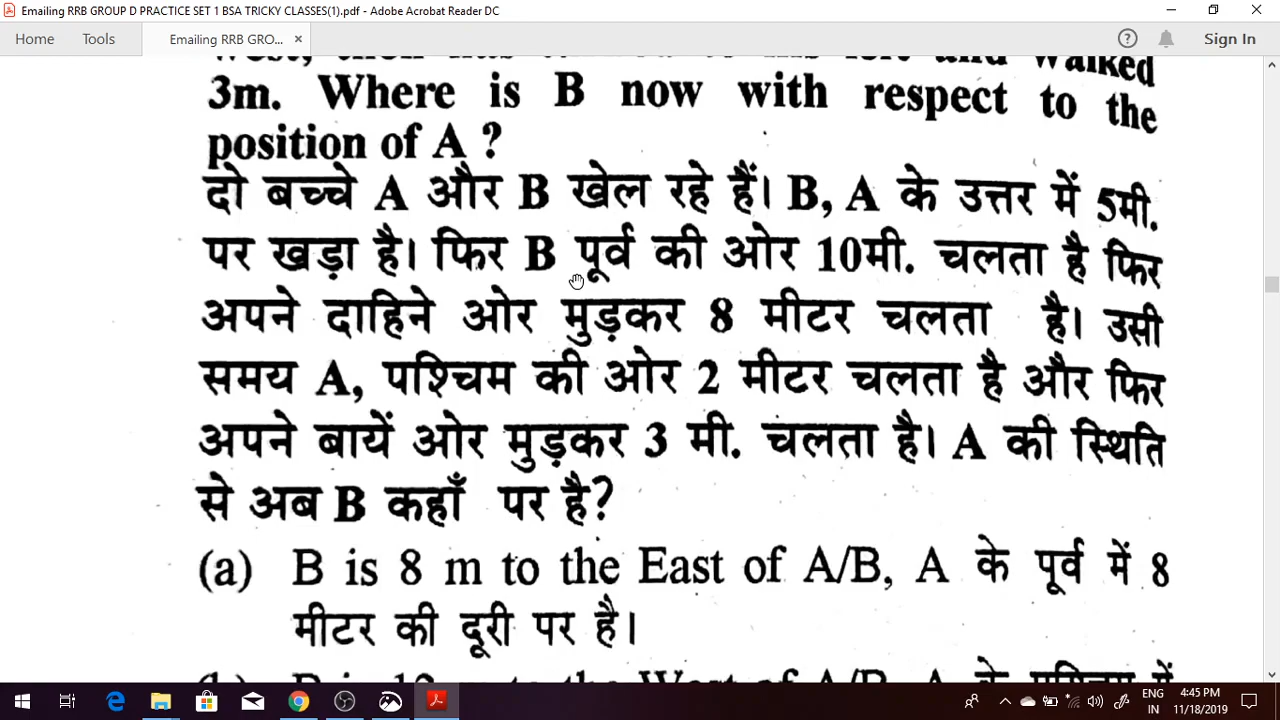 Emailing RRB GROUP D PRACTICE SET 1 BSA TRICKY CLASSES(1).pdf - Adobe Acrobat Reader DC
Home Tools Emailing RRB GRO... × Sign In
3m. Where is B now with respect to the
position of A ?
दो बच्चे A और B खेल रहे हैं। B, A के उत्तर में 5मी.
पर खड़ा है। फिर B पूर्व की ओर 10मी. चलता है फिर
अपने दाहिने ओर मुड़कर 8 मीटर चलता है। उसी
समय A, पश्चिम की ओर 2 मीटर चलता है और फिर
अपने बायें ओर मुड़कर 3 मी. चलता है। A की स्थिति
से अब B कहाँ पर है?
(a) B is 8 m to the East of A/B, A के पूर्व में 8
मीटर की दूरी पर है।
ENG 4:45 PM
IN 11/18/2019